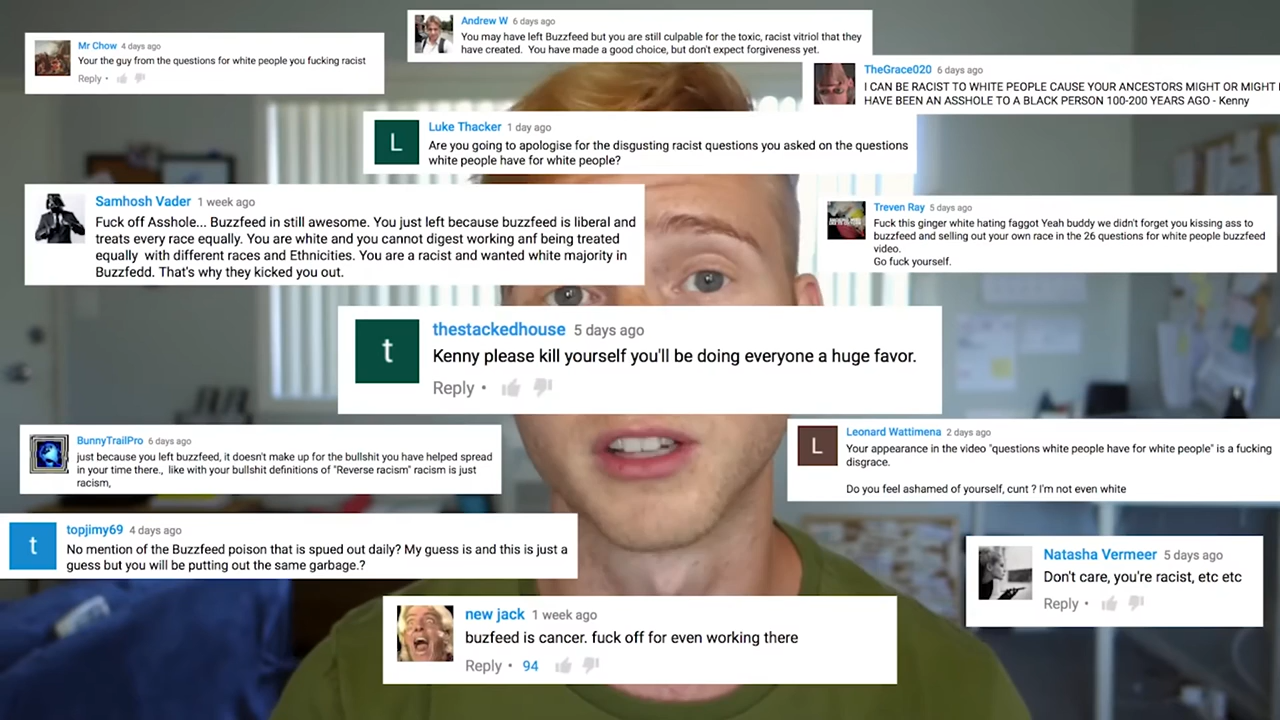 Andrew W 6 days ago
You may have left Buzzfeed but you are still culpable for the toxic, racist vitriol that they
have created. You have made a good choice, but don't expect forgiveness yet.
Mr Chow 4 days ago
Your the guy from the questions for white people you fucking racist
Reply •
TheGrace020 6 days ago
I CAN BE RACIST TO WHITE PEOPLE CAUSE YOUR ANCESTORS MIGHT OR MIGHT
HAVE BEEN AN ASSHOLE TO A BLACK PERSON 100-200 YEARS AGO - Kenny
L
Luke Thacker 1 day ago
Are you going to apologise for the disgusting racist questions you asked on the questions
white people have for white people?
Samhosh Vader 1 week ago
Fuck off Asshole... Buzzfeed in still awesome. You just left because buzzfeed is liberal and
treats every race equally. You are white and you cannot digest working anf being treated
equally with different races and Ethnicities. You are a racist and wanted white majority in
Buzzfedd. That's why they kicked you out.
Treven Ray 5 days ago
Fuck this ginger white hating faggot Yeah buddy we didn't forget you kissing ass to
buzzfeed and selling out your own race in the 26 questions for white people buzzfeed
video.
Go fuck yourself.
t
thestackedhouse 5 days ago
Kenny please kill yourself you'll be doing everyone a huge favor.
Reply •
BunnyTrailPro 6 days ago
just because you left buzzfeed, it doesn't make up for the bullshit you have helped spread
in your time there., like with your bullshit definitions of "Reverse racism" racism is just
racism,
L
Leonard Wattimena 2 days ago
Your appearance in the video "questions white people have for white people" is a fucking
disgrace.
Do you feel ashamed of yourself, cunt ? I'm not even white
t
topjimy69 4 days ago
No mention of the Buzzfeed poison that is spued out daily? My guess is and this is just a
guess but you will be putting out the same garbage.?
Natasha Vermeer 5 days ago
Don't care, you're racist, etc etc
Reply •
new jack 1 week ago
buzfeed is cancer. fuck off for even working there
Reply • 94